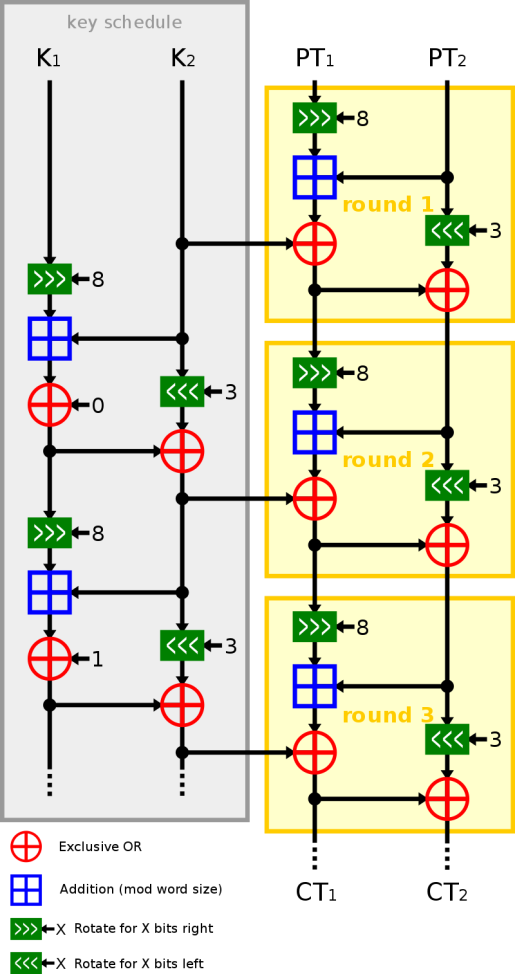 key schedule
K1 K2 PT1 PT2
>>> 8
round 1
<<< 3
>>> 8
<<< 3
0
>>> 8
round 2
<<< 3
>>> 8
<<< 3
1
>>> 8
round 3
<<< 3
CT1 CT2
Exclusive OR
Addition (mod word size)
>>> X Rotate for X bits right
<<< X Rotate for X bits left